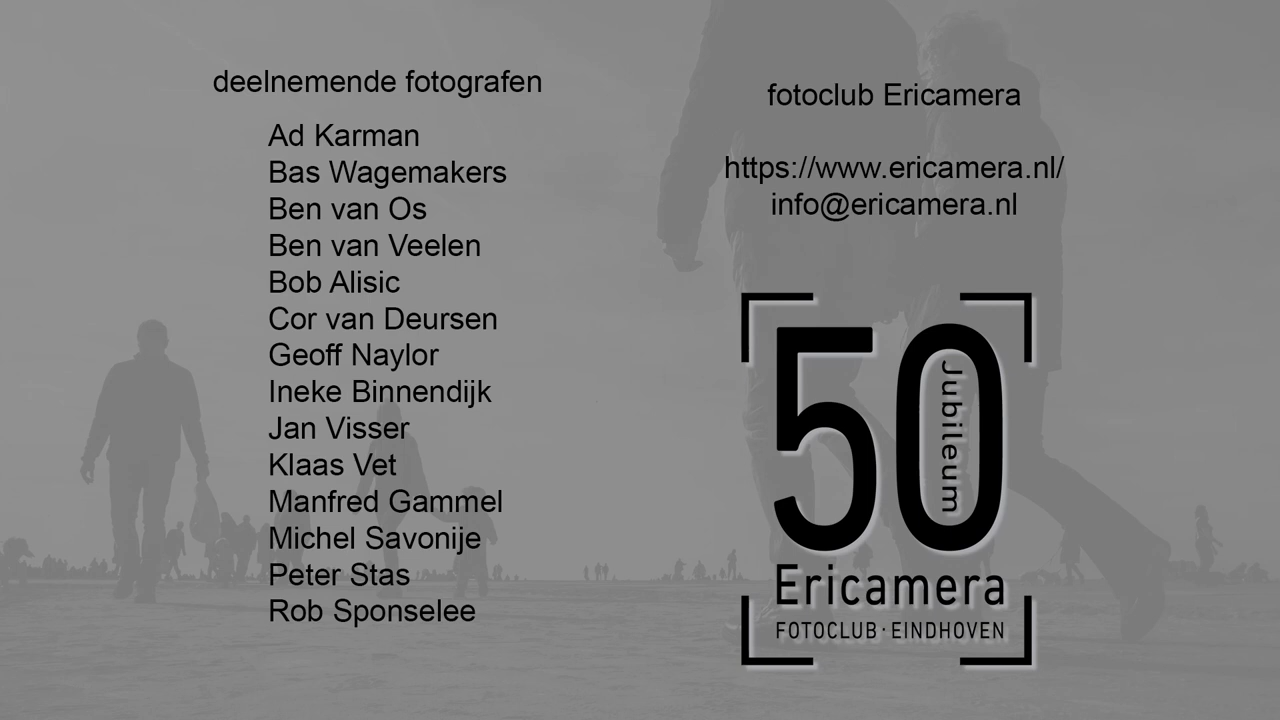 deelnemende fotografen
Ad Karman
Bas Wagemakers
Ben van Os
Ben van Veelen
Bob Alisic
Cor van Deursen
Geoff Naylor
Ineke Binnendijk
Jan Visser
Klaas Vet
Manfred Gammel
Michel Savonije
Peter Stas
Rob Sponselee
fotoclub Ericamera
https://www.ericamera.nl/
info@ericamera.nl
50
Jubileum
Ericamera
FOTOCLUB · EINDHOVEN